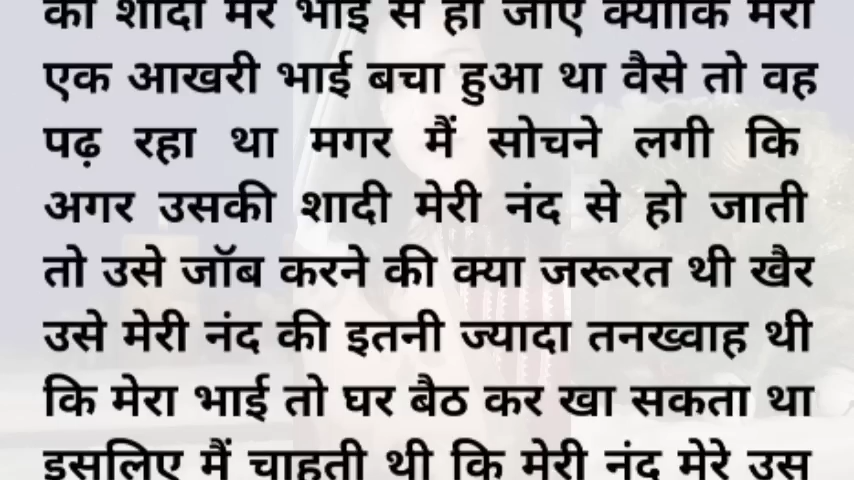 की शादी मेरे भाई से हो जाए क्योंकि मेरा
एक आखरी भाई बचा हुआ था वैसे तो वह
पढ़ रहा था मगर मैं सोचने लगी कि
अगर उसकी शादी मेरी नंद से हो जाती
तो उसे जॉब करने की क्या जरूरत थी खैर
उसे मेरी नंद की इतनी ज्यादा तनख्वाह थी
कि मेरा भाई तो घर बैठ कर खा सकता था
इसलिए मैं चाहती थी कि मेरी नंद मेरे उस